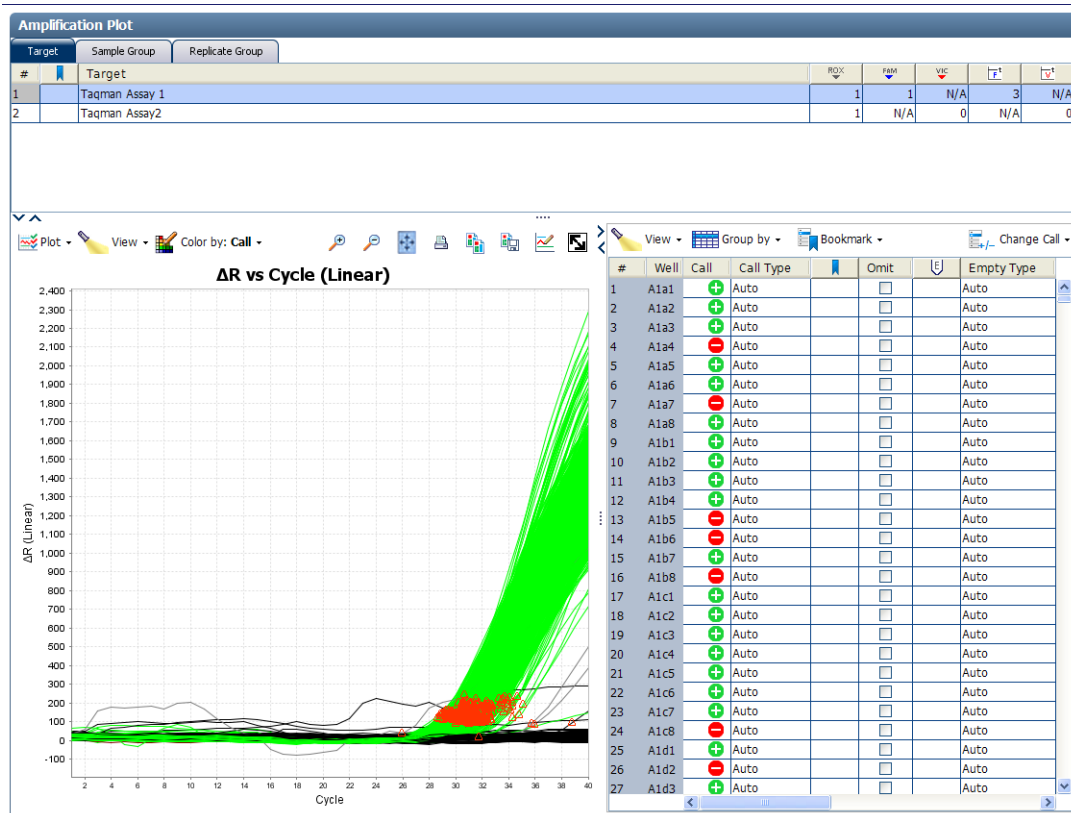 Amplification Plot
Target Sample Group Replicate Group
# Target ROX FAM VIC F t V t
1 Taqman Assay 1 1 1 N/A 3 N/A
2 Taqman Assay2 1 N/A 0 N/A 0
Plot View Color by: Call
ΔR vs Cycle (Linear)
ΔR (Linear)
2,400
2,300
2,200
2,100
2,000
1,900
1,800
1,700
1,600
1,500
1,400
1,300
1,200
1,100
1,000
900
800
700
600
500
400
300
200
100
0
-100
2 4 6 8 10 12 14 16 18 20 22 24 26 28 30 32 34 36 38 40
Cycle
View Group by Bookmark +/- Change Call
# Well Call Call Type Omit E Empty Type
1 A1a1 Auto Auto
2 A1a2 Auto Auto
3 A1a3 Auto Auto
4 A1a4 Auto Auto
5 A1a5 Auto Auto
6 A1a6 Auto Auto
7 A1a7 Auto Auto
8 A1a8 Auto Auto
9 A1b1 Auto Auto
10 A1b2 Auto Auto
11 A1b3 Auto Auto
12 A1b4 Auto Auto
13 A1b5 Auto Auto
14 A1b6 Auto Auto
15 A1b7 Auto Auto
16 A1b8 Auto Auto
17 A1c1 Auto Auto
18 A1c2 Auto Auto
19 A1c3 Auto Auto
20 A1c4 Auto Auto
21 A1c5 Auto Auto
22 A1c6 Auto Auto
23 A1c7 Auto Auto
24 A1c8 Auto Auto
25 A1d1 Auto Auto
26 A1d2 Auto Auto
27 A1d3 Auto Auto